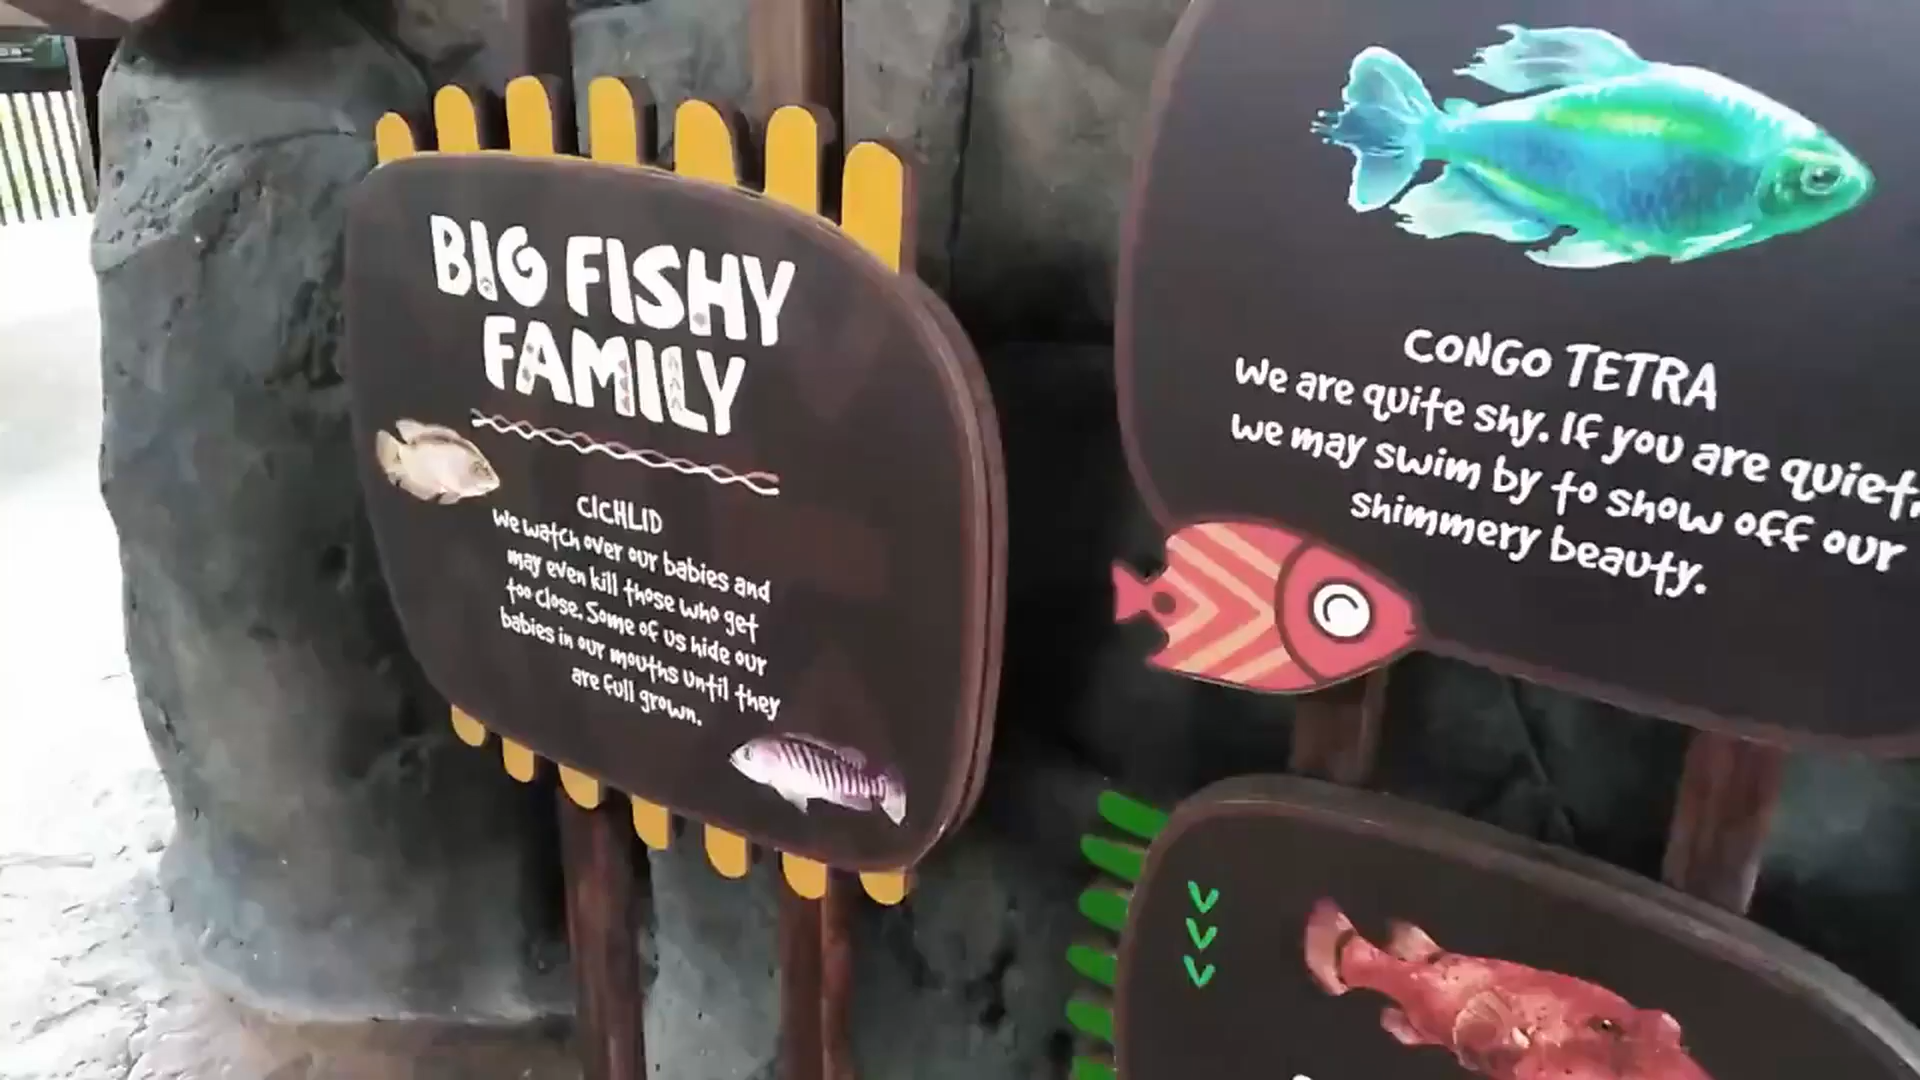 BIG FISHY
FAMILY
CICHLID
We watch over our babies and
may even kill those who get
too close. Some of us hide our
babies in our mouths until they
are full grown.
CONGO TETRA
We are quite shy. If you are quiet,
we may swim by to show off our
shimmery beauty.